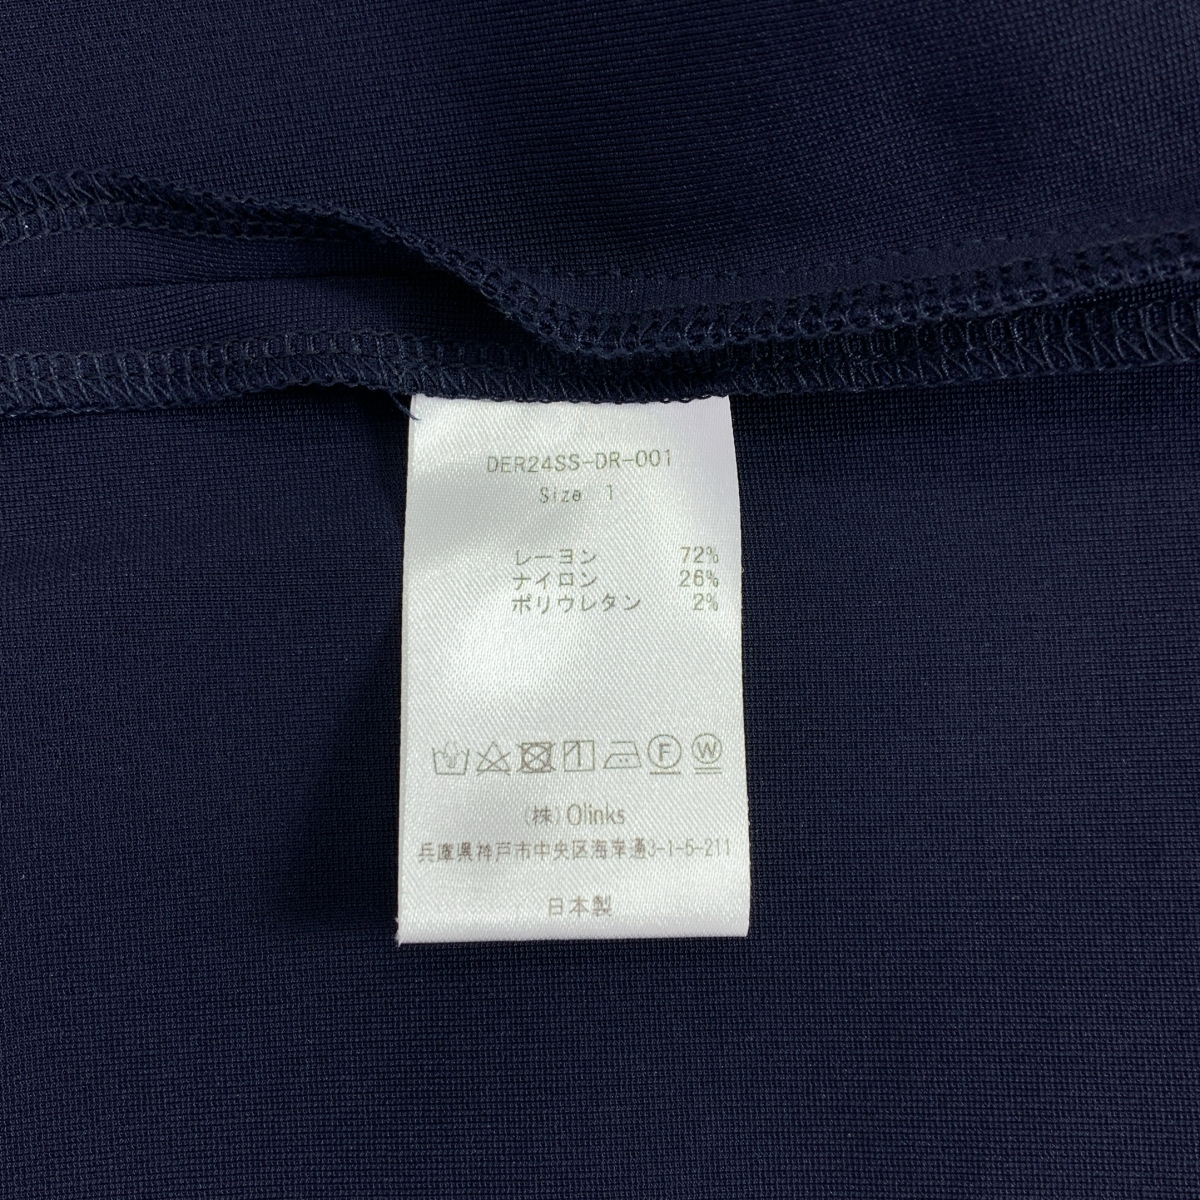 DER24SS-DR-001
Size 1
レーヨン 72%
ナイロン 26%
ポリウレタン 2%
F W
(株)Olinks
兵庫県神戸市中央区海岸通3-1-5-211
日本製